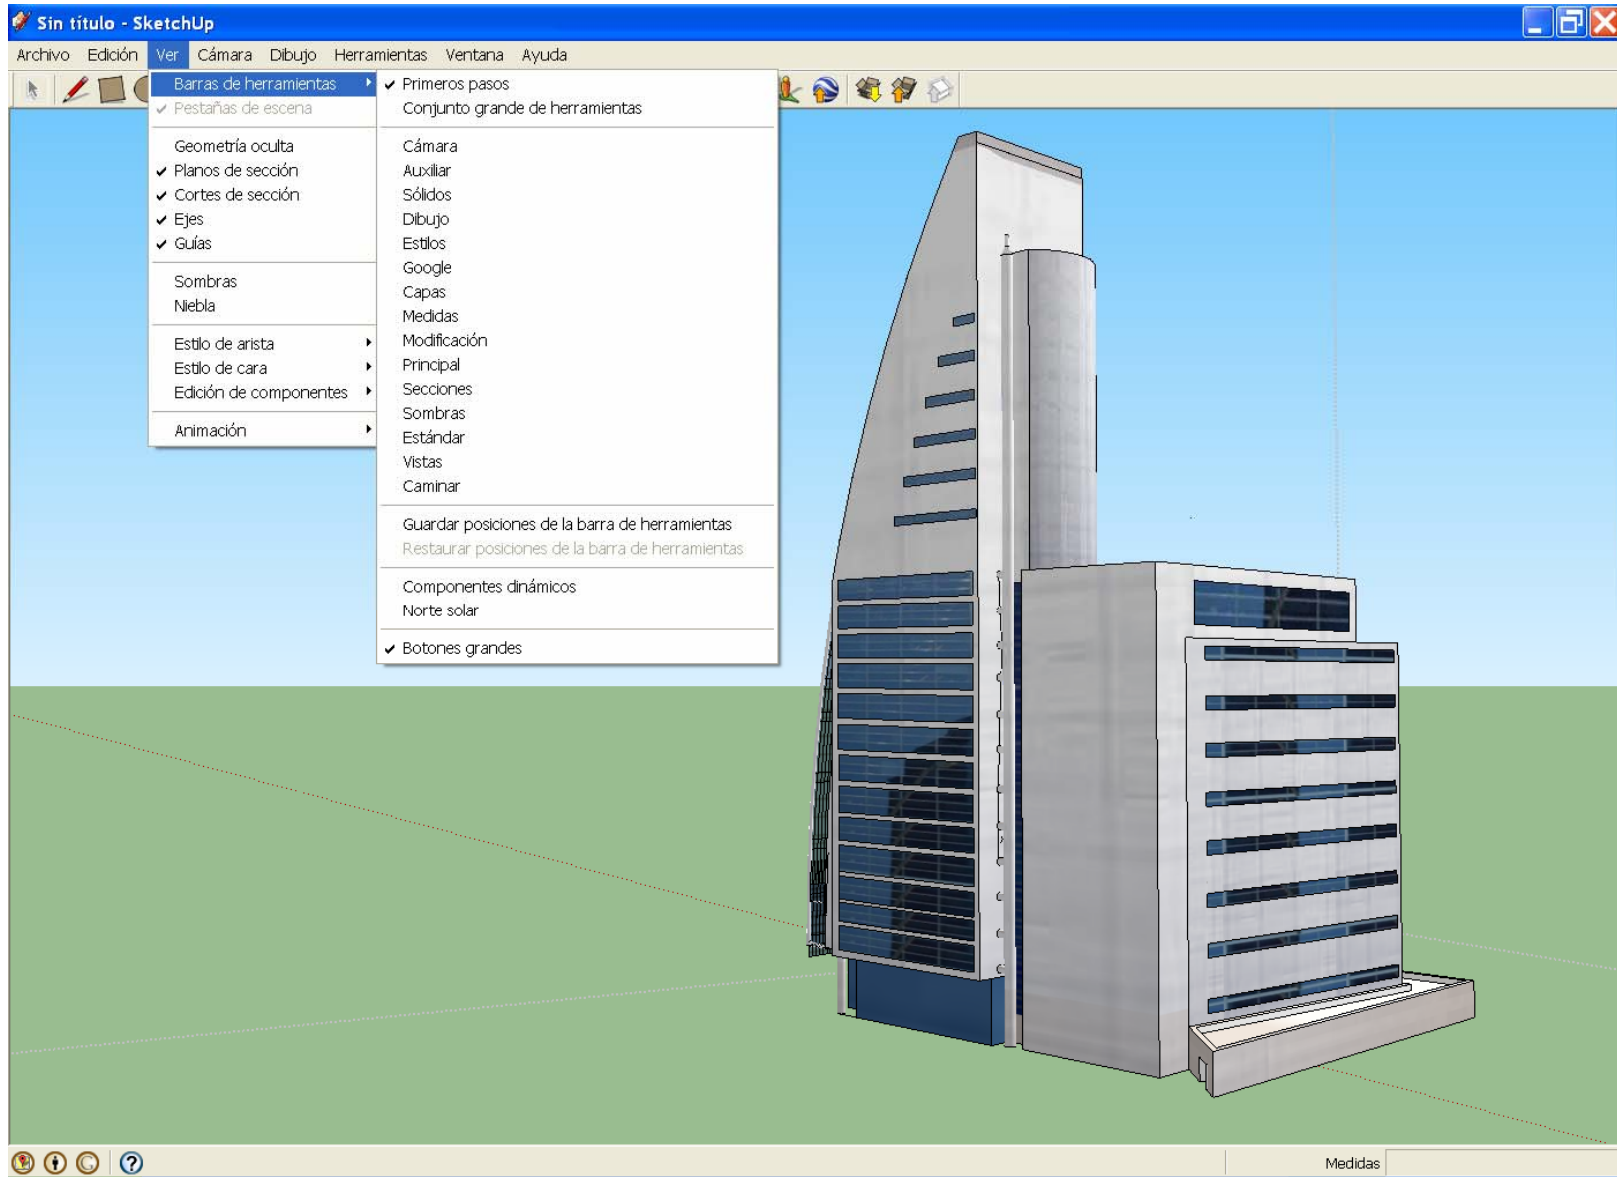 Sin título - SketchUp
Archivo Edición Ver Cámara Dibujo Herramientas Ventana Ayuda
Barras de herramientas
Pestañas de escena
Geometría oculta
Planos de sección
Cortes de sección
Ejes
Guías
Sombras
Niebla
Estilo de arista
Estilo de cara
Edición de componentes
Animación
Primeros pasos
Conjunto grande de herramientas
Cámara
Auxiliar
Sólidos
Dibujo
Estilos
Google
Capas
Medidas
Modificación
Principal
Secciones
Sombras
Estándar
Vistas
Caminar
Guardar posiciones de la barra de herramientas
Restaurar posiciones de la barra de herramientas
Componentes dinámicos
Norte solar
Botones grandes
Medidas